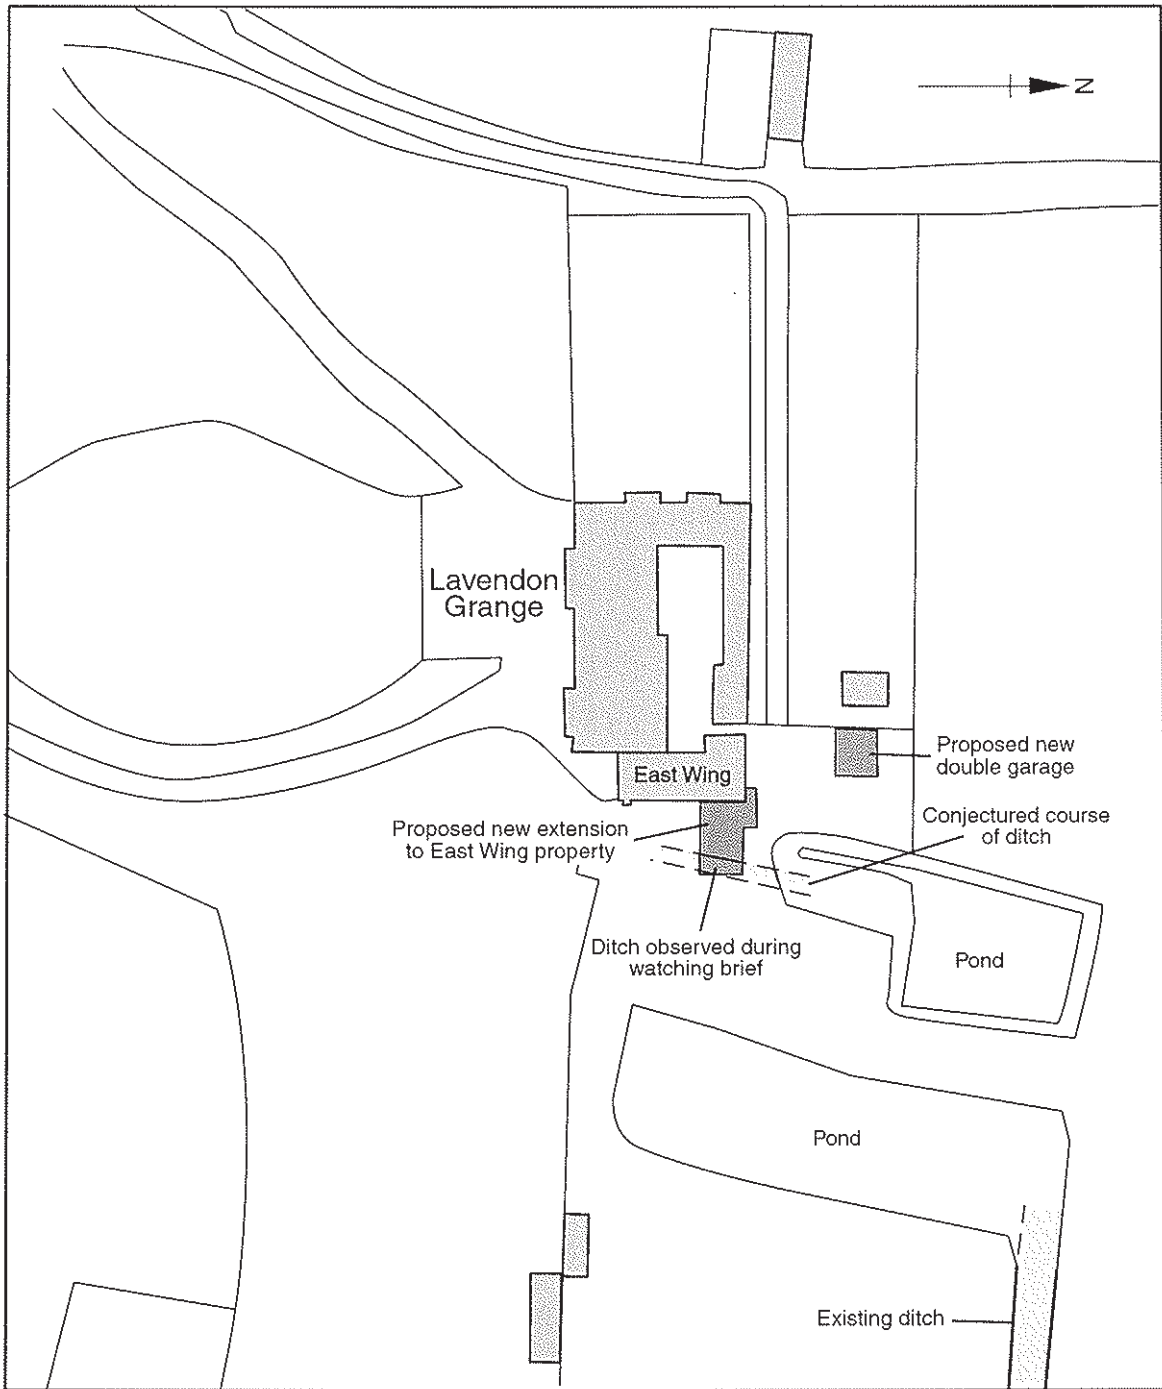 N
Lavendon
Grange
East Wing
Proposed new
double garage
Proposed new extension
to East Wing property
Conjectured course
of ditch
Ditch observed during
watching brief
Pond
Pond
Existing ditch